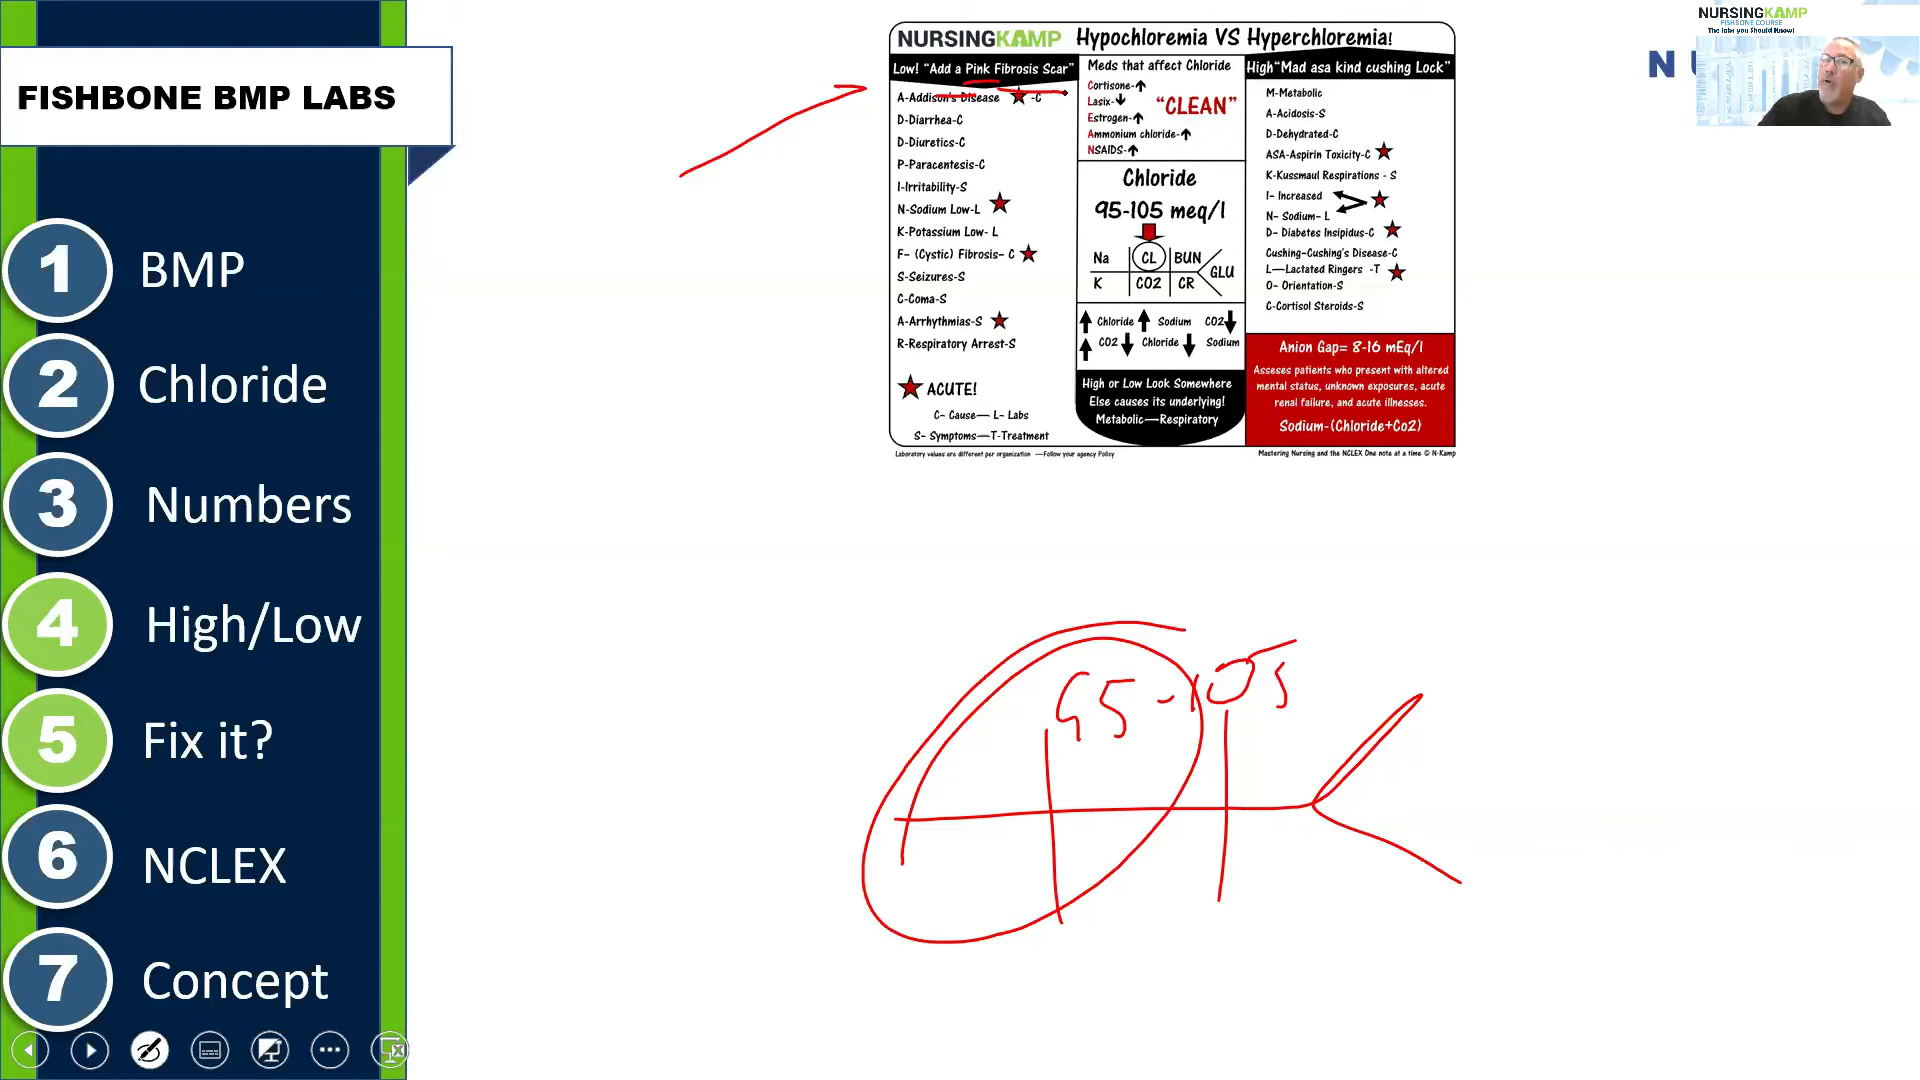 FISHBONE BMP LABS
1 BMP
2 Chloride
3 Numbers
4 High/Low
5 Fix it?
6 NCLEX
7 Concept
NURSINGKAMP Hypochloremia VS Hyperchloremia!
Low! “Add a Pink Fibrosis Scar”
A-Addison's Disease -C
D-Diarrhea-C
D-Diuretics-C
P-Paracentesis-C
I-Irritability-S
N-Sodium Low-L
K-Potassium Low- L
F- (Cystic) Fibrosis- C
S-Seizures-S
C-Coma-S
A-Arrhythmias-S
R-Respiratory Arrest-S
ACUTE!
C- Cause— L- Labs
S- Symptoms—T-Treatment
Meds that affect Chloride
Cortisone-
Lasix-
Estrogen-
Ammonium chloride-
NSAIDS-
“CLEAN”
Chloride
95-105 meq/l
Na CL BUN
GLU
K CO2 CR
Chloride Sodium CO2
CO2 Chloride Sodium
High or Low Look Somewhere
Else causes its underlying!
Metabolic—Respiratory
High“Mad asa kind cushing Lock”
M-Metabolic
A-Acidosis-S
D-Dehydrated-C
ASA-Aspirin Toxicity-C
K-Kussmaul Respirations - S
I- Increased
N- Sodium- L
D- Diabetes Insipidus-C
Cushing-Cushing's Disease-C
L—Lactated Ringers -T
O- Orientation-S
C-Cortisol Steroids-S
Anion Gap= 8-16 mEq/l
Asseses patients who present with altered
mental status, unknown exposures, acute
renal failure, and acute illnesses.
Sodium-(Chloride+Co2)
Laboratory values are different per organization —Follow your agency Policy
Mastering Nursing and the NCLEX One note at a time © N-Kamp
95-105
NURSINGKAMP
FISHBONE COURSE
The labs you Should Know!
N